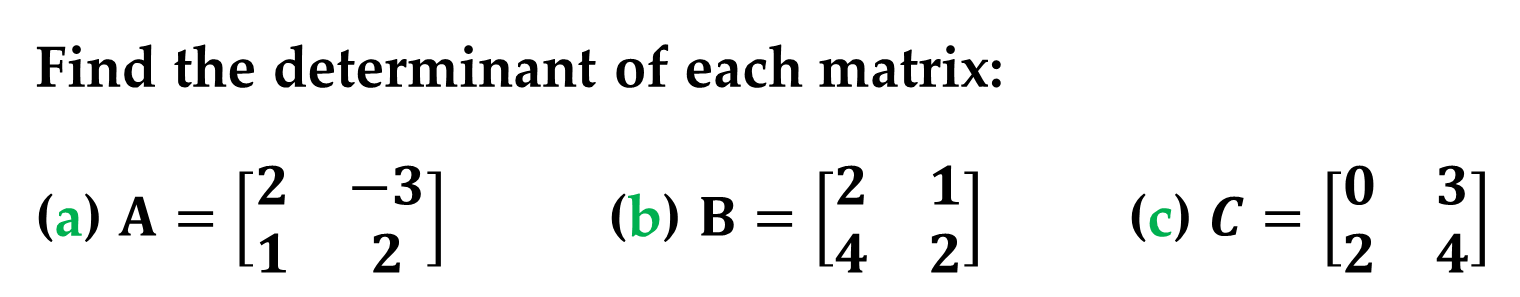 Find the determinant of each matrix:
(a) A = [2 −3; 1 2] (b) B = [2 1; 4 2] (c) C = [0 3; 2 4]